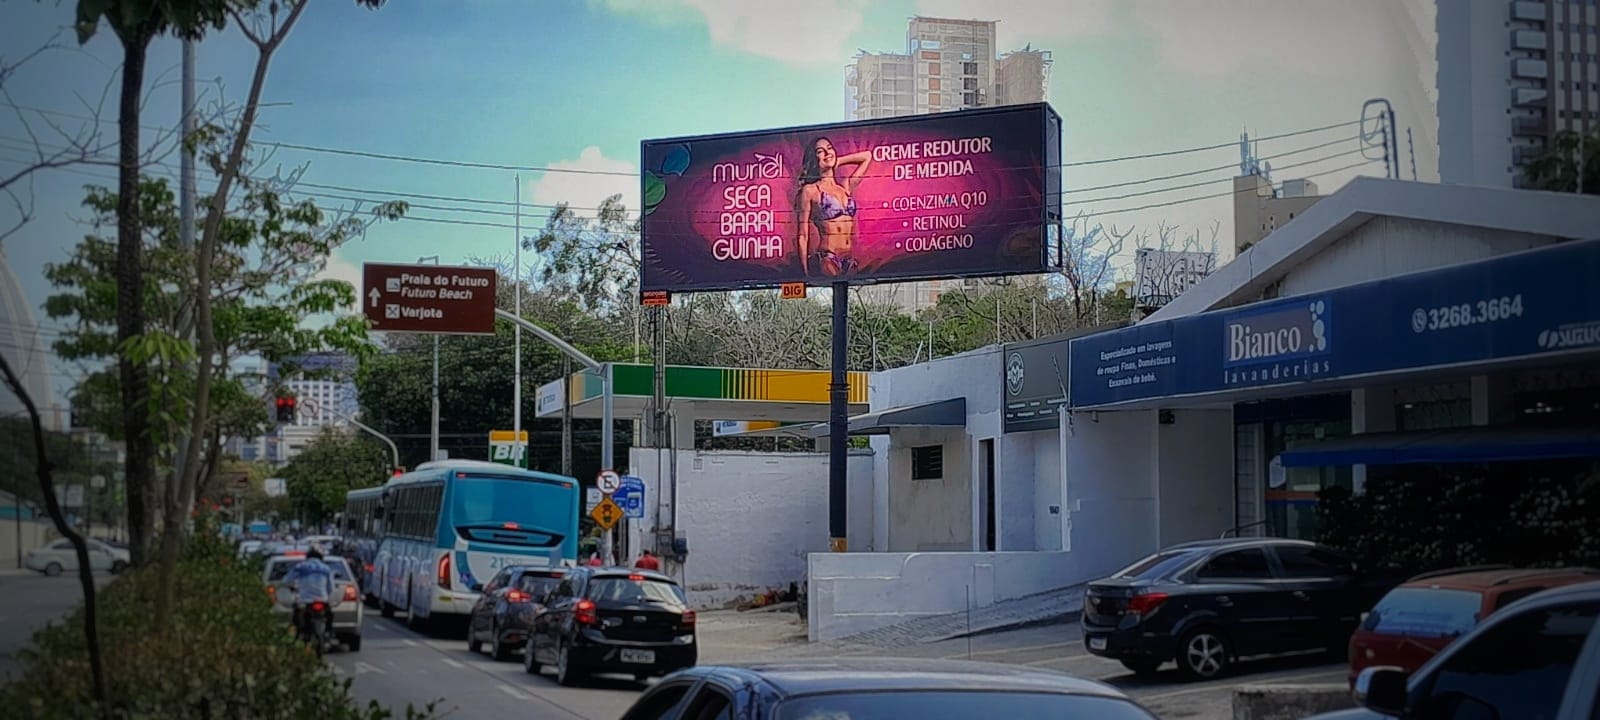 muriel
SECA
BARRI
GUINHA
CREME REDUTOR
DE MEDIDA
• COENZIMA Q10
• RETINOL
• COLÁGENO
BIG
Praia do Futuro
Futuro Beach
Varjota
BR
E
Especializada em lavagens
de roupa Finas, Domésticas e
Enxovais de bebê.
Bianco
lavanderias
3268.3664